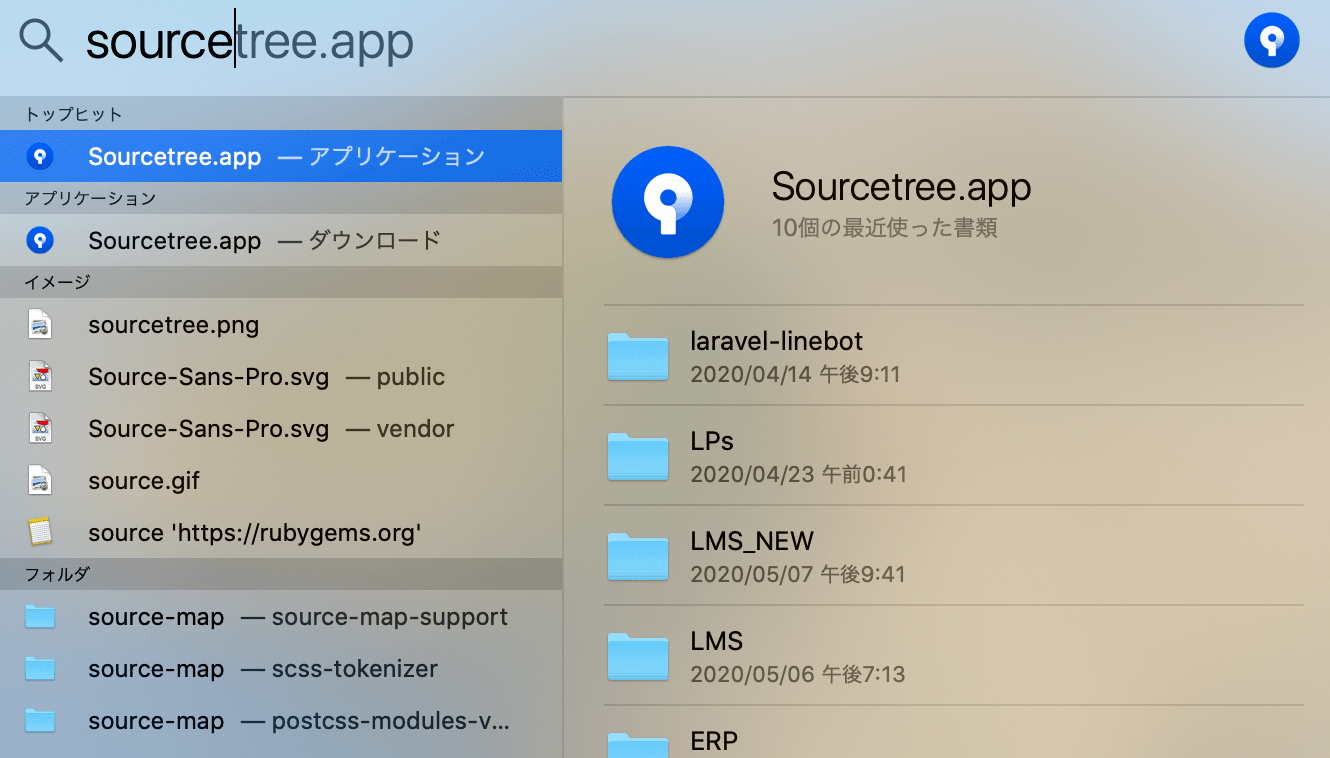 sourcetree.app
トップヒット
Sourcetree.app — アプリケーション
アプリケーション
Sourcetree.app — ダウンロード
イメージ
sourcetree.png
Source-Sans-Pro.svg — public
Source-Sans-Pro.svg — vendor
source.gif
source 'https://rubygems.org'
フォルダ
source-map — source-map-support
source-map — scss-tokenizer
source-map — postcss-modules-v...
Sourcetree.app
10個の最近使った書類
laravel-linebot
2020/04/14 午後9:11
LPs
2020/04/23 午前0:41
LMS_NEW
2020/05/07 午後9:41
LMS
2020/05/06 午後7:13
ERP